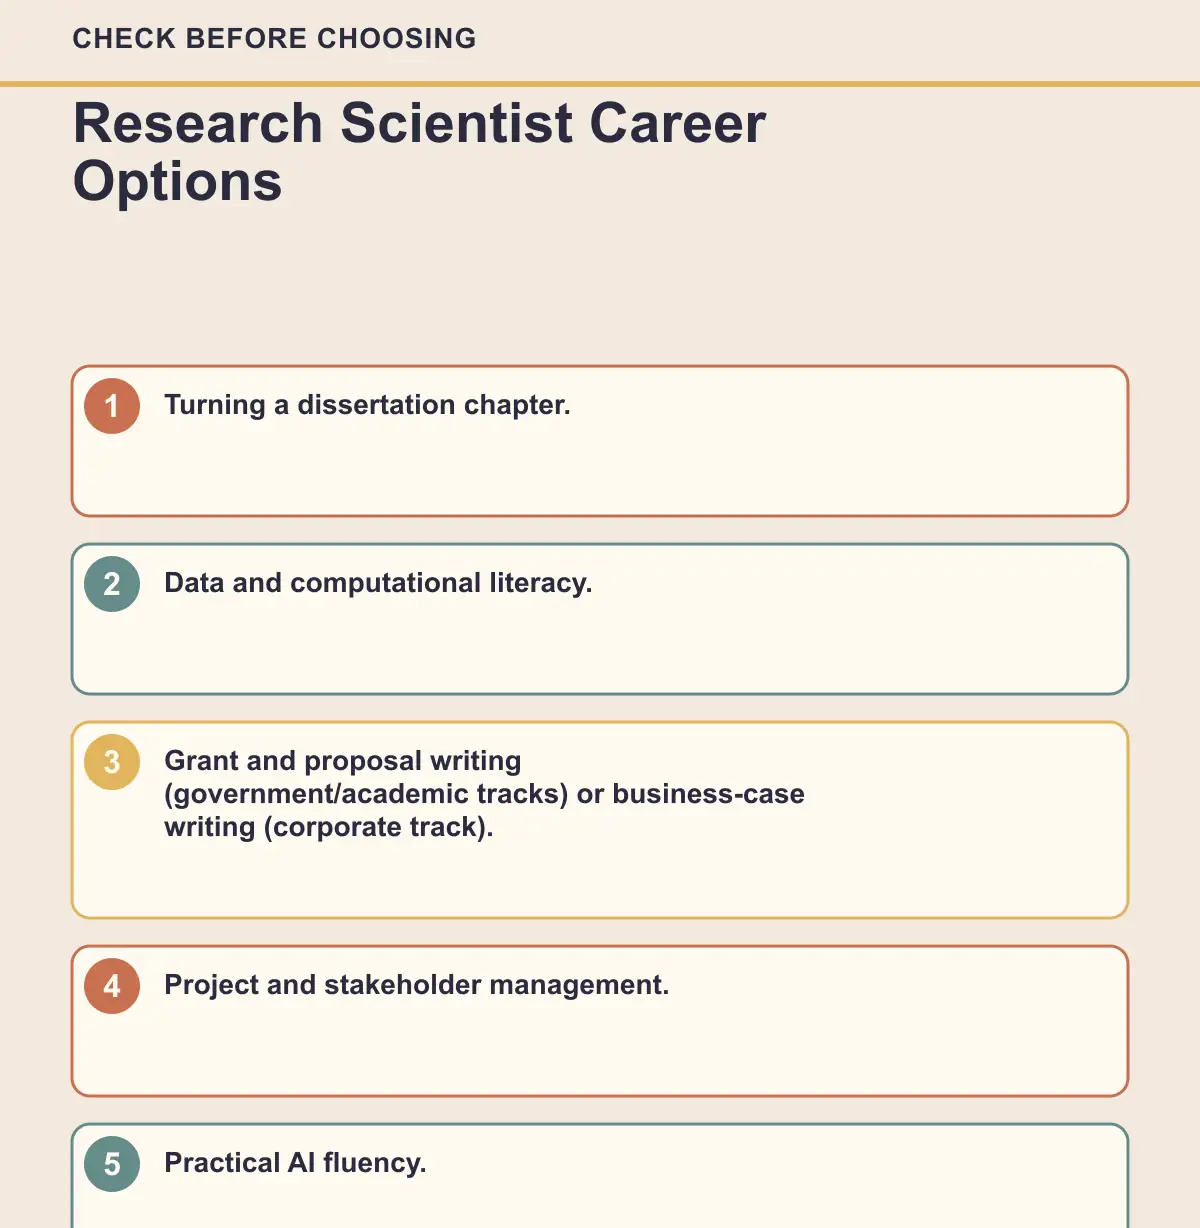 CHECK BEFORE CHOOSING
Research Scientist Career
Options
1
Turning a dissertation chapter.
2
Data and computational literacy.
3
Grant and proposal writing
(government/academic tracks) or business-case
writing (corporate track).
4
Project and stakeholder management.
5
Practical AI fluency.